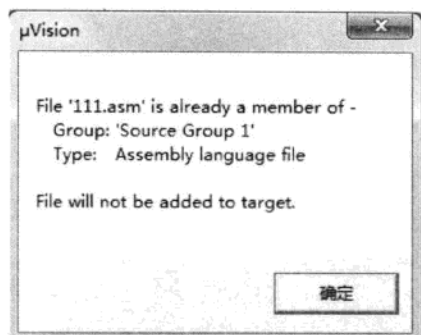 µVision
File '111.asm' is already a member of -
Group: 'Source Group 1'
Type: Assembly language file
File will not be added to target.
确定